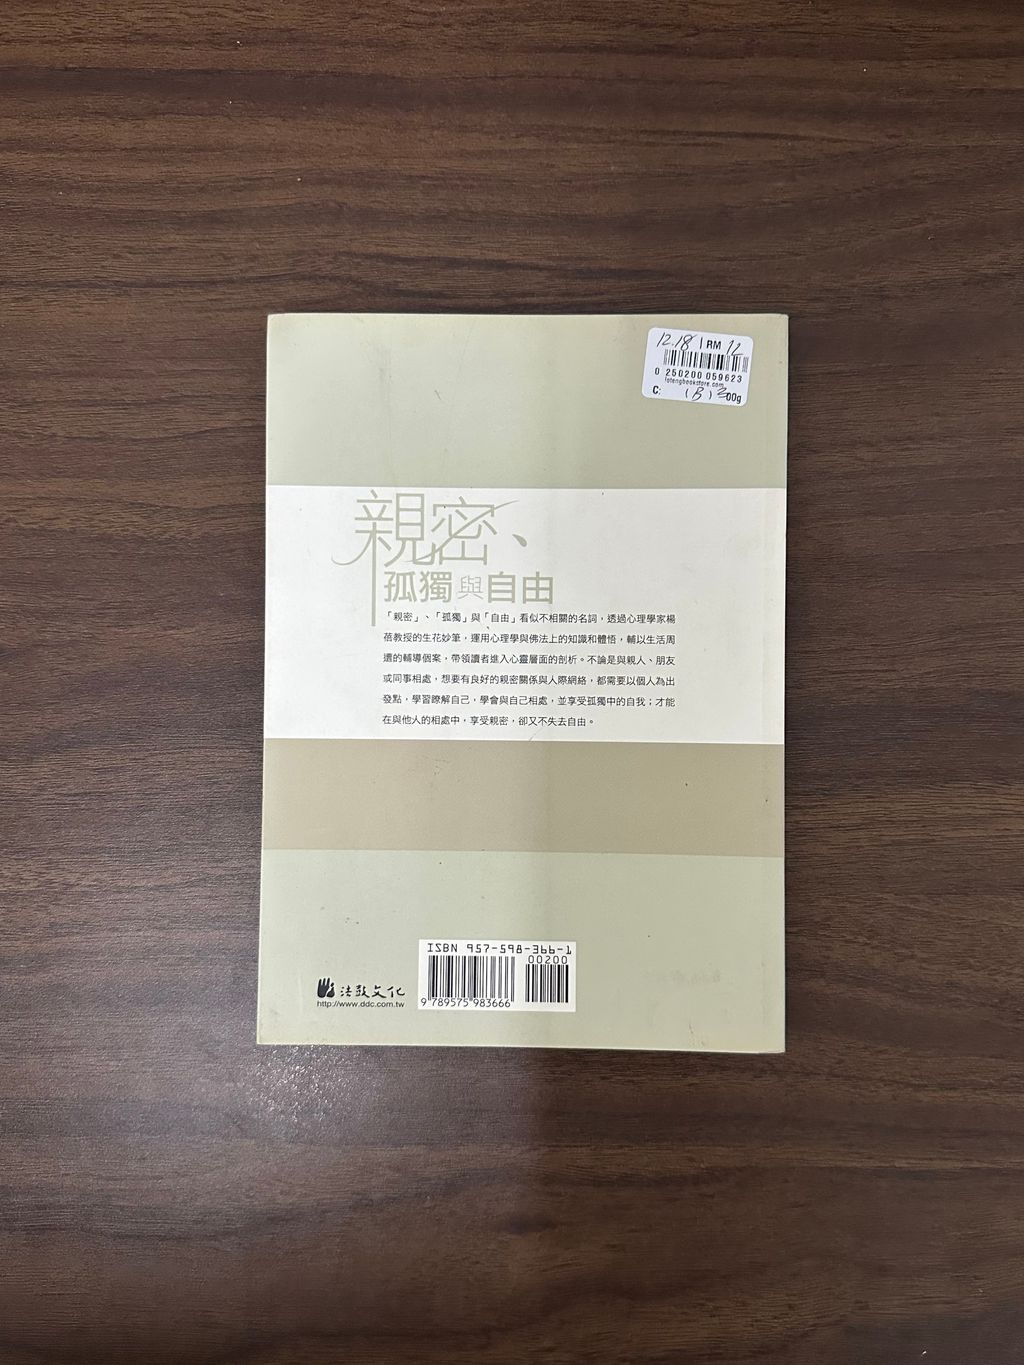 12.18 | RM 12
0 250200 059623
fatengbookstore.com
C: (B) 300g
親密、
孤獨與自由
「親密」、「孤獨」與「自由」看似不相關的名詞,透過心理學家楊
蓓教授的生花妙筆,運用心理學與佛法上的知識和體悟,輔以生活周
遭的輔導個案,帶領讀者進入心靈層面的剖析。不論是與親人、朋友
或同事相處,想要有良好的親密關係與人際網絡,都需要以個人為出
發點,學習瞭解自己,學會與自己相處,並享受孤獨中的自我;才能
在與他人的相處中,享受親密,卻又不失去自由。
法鼓文化
http://www.ddc.com.tw
ISBN 957-598-366-1
00200
9 789575 983666